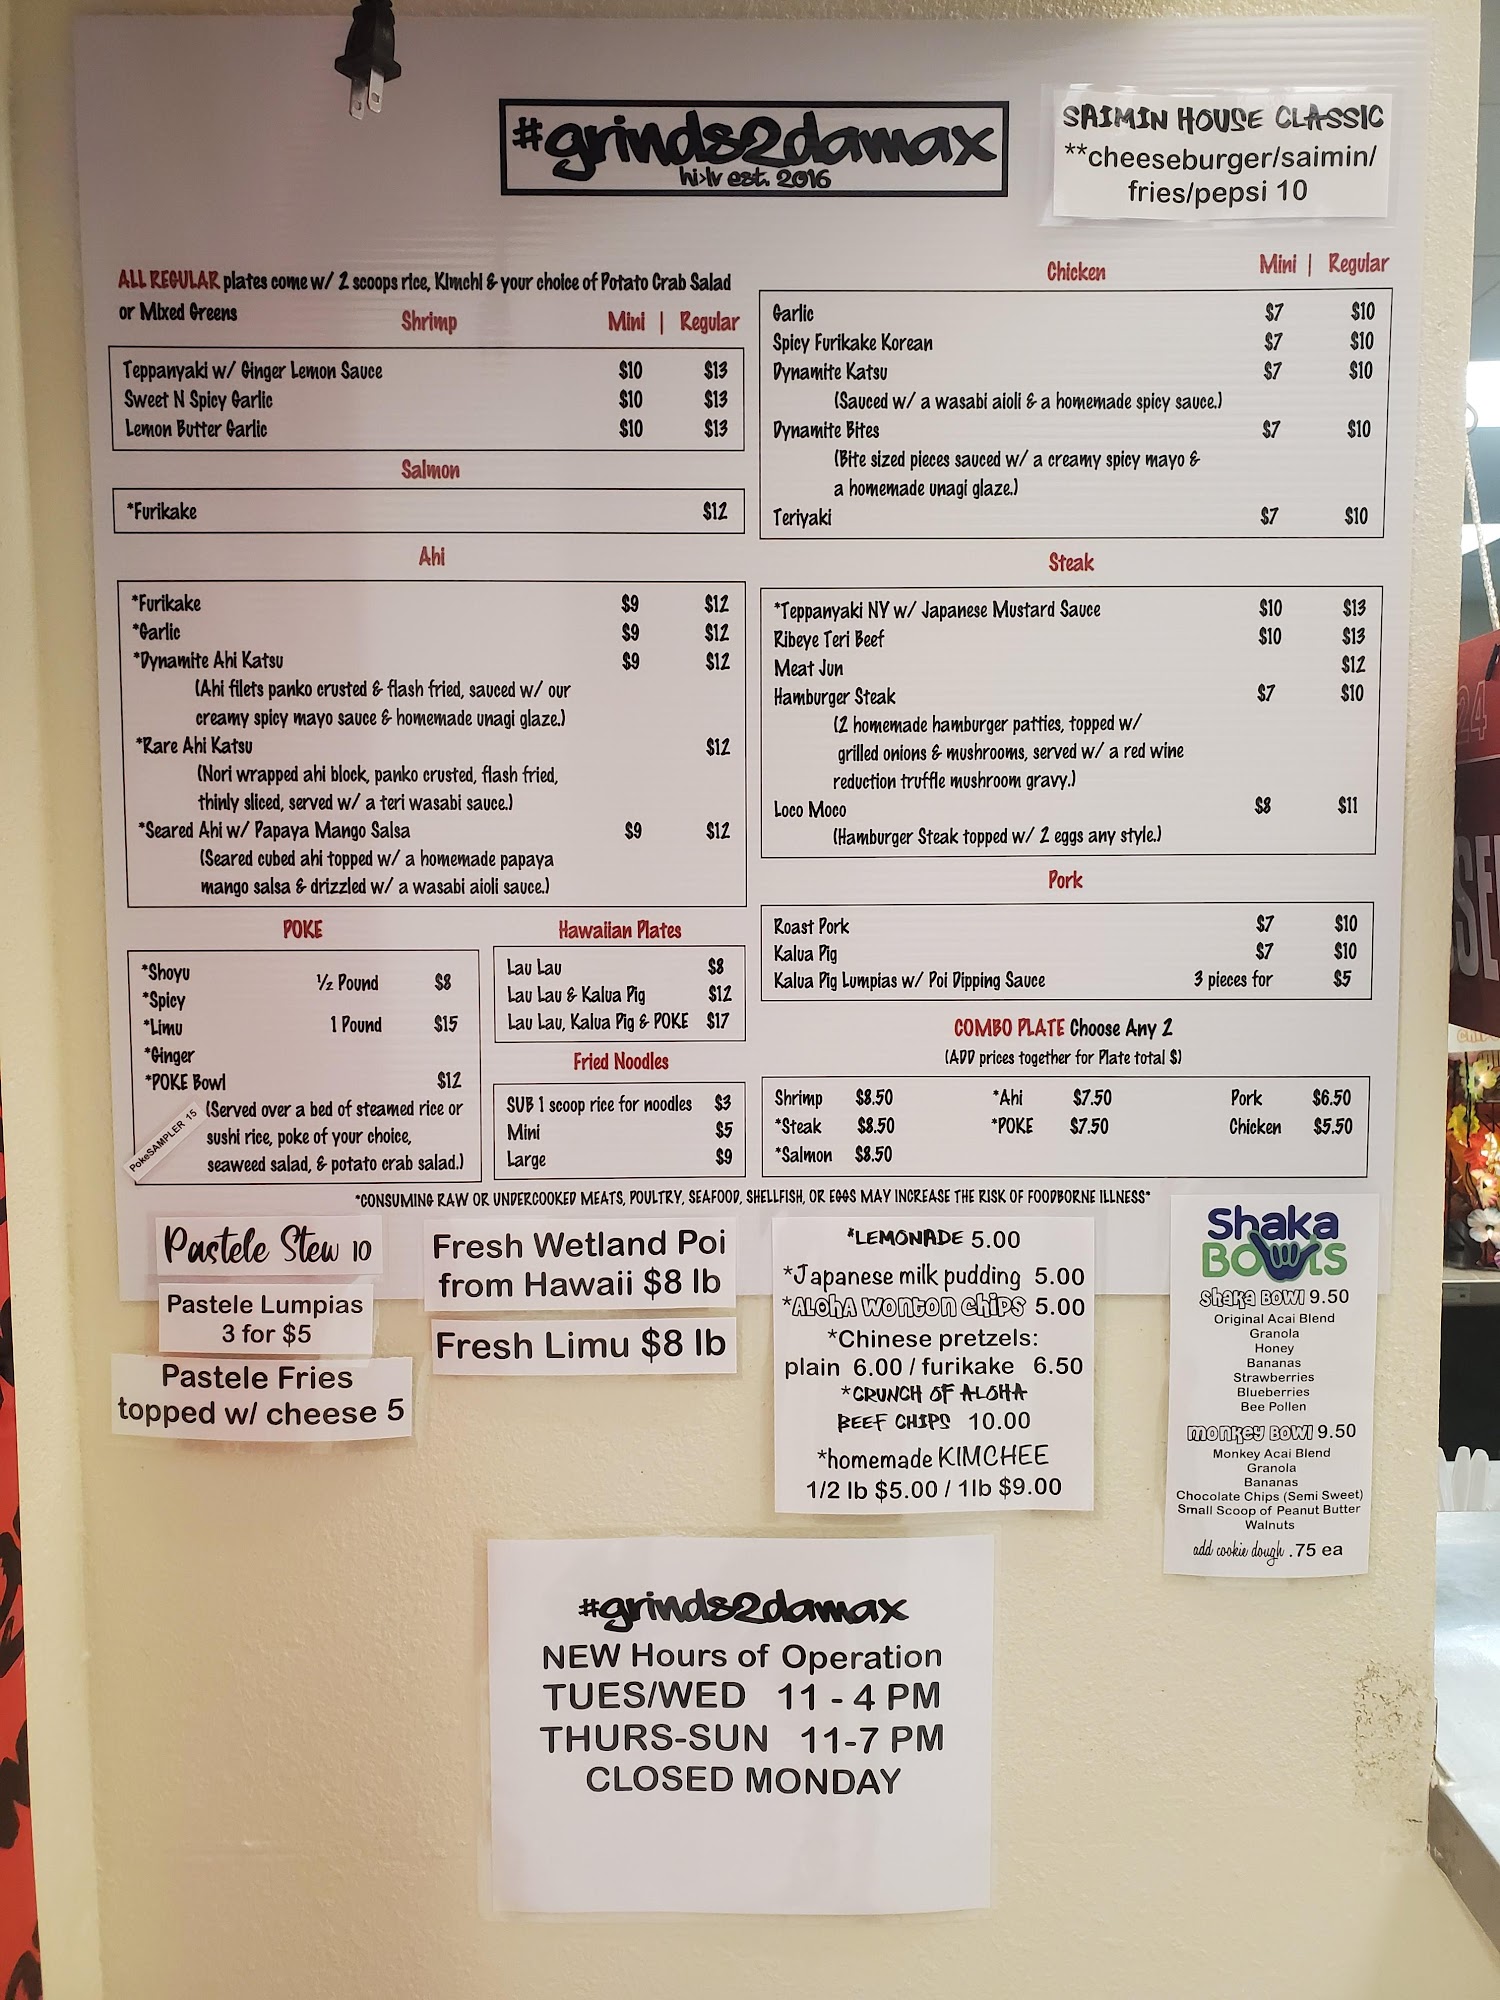 #grinds2damax
hi>lv est. 2016
SAIMIN HOUSE CLASSIC
**cheeseburger/saimin/
fries/pepsi 10
ALL REGULAR plates come w/ 2 scoops rice, Kimchi & your choice of Potato Crab Salad
or Mixed Greens
Shrimp Mini | Regular
Teppanyaki w/ Ginger Lemon Sauce $10 $13
Sweet N Spicy Garlic $10 $13
Lemon Butter Garlic $10 $13
Salmon
*Furikake $12
Ahi
*Furikake $9 $12
*Garlic $9 $12
*Dynamite Ahi Katsu $9 $12
(Ahi filets panko crusted & flash fried, sauced w/ our
creamy spicy mayo sauce & homemade unagi glaze.)
*Rare Ahi Katsu $12
(Nori wrapped ahi block, panko crusted, flash fried,
thinly sliced, served w/ a teri wasabi sauce.)
*Seared Ahi w/ Papaya Mango Salsa $9 $12
(Seared cubed ahi topped w/ a homemade papaya
mango salsa & drizzled w/ a wasabi aioli sauce.)
POKE
*Shoyu
½ Pound $8
*Spicy
*Limu 1 Pound $15
*Ginger
*POKE Bowl $12
(Served over a bed of steamed rice or
sushi rice, poke of your choice,
seaweed salad, & potato crab salad.)
PokeSAMPLER 15
Hawaiian Plates
Lau Lau $8
Lau Lau & Kalua Pig $12
Lau Lau, Kalua Pig & POKE $17
Fried Noodles
SUB 1 scoop rice for noodles $3
Mini $5
Large $9
Chicken Mini | Regular
Garlic $7 $10
Spicy Furikake Korean $7 $10
Dynamite Katsu $7 $10
(Sauced w/ a wasabi aioli & a homemade spicy sauce.)
Dynamite Bites $7 $10
(Bite sized pieces sauced w/ a creamy spicy mayo &
a homemade unagi glaze.)
Teriyaki $7 $10
Steak
*Teppanyaki NY w/ Japanese Mustard Sauce $10 $13
Ribeye Teri Beef $10 $13
Meat Jun $12
Hamburger Steak $7 $10
(2 homemade hamburger patties, topped w/
grilled onions & mushrooms, served w/ a red wine
reduction truffle mushroom gravy.)
Loco Moco $8 $11
(Hamburger Steak topped w/ 2 eggs any style.)
Pork
Roast Pork $7 $10
Kalua Pig $7 $10
Kalua Pig Lumpias w/ Poi Dipping Sauce 3 pieces for $5
COMBO PLATE Choose Any 2
(ADD prices together for Plate total $)
Shrimp $8.50 *Ahi $7.50 Pork $6.50
*Steak $8.50 *POKE $7.50 Chicken $5.50
*Salmon $8.50
*CONSUMING RAW OR UNDERCOOKED MEATS, POULTRY, SEAFOOD, SHELLFISH, OR EGGS MAY INCREASE THE RISK OF FOODBORNE ILLNESS*
Pastele Stew 10
Pastele Lumpias
3 for $5
Pastele Fries
topped w/ cheese 5
Fresh Wetland Poi
from Hawaii $8 lb
Fresh Limu $8 lb
*LEMONADE 5.00
*Japanese milk pudding 5.00
*ALOHA WONTON CHIPS 5.00
*Chinese pretzels:
plain 6.00 / furikake 6.50
*CRUNCH OF ALOHA
BEEF CHIPS 10.00
*homemade KIMCHEE
1/2 lb $5.00 / 1lb $9.00
Shaka
BOWLS
Shaka Bowl 9.50
Original Acai Blend
Granola
Honey
Bananas
Strawberries
Blueberries
Bee Pollen
monkey Bowl 9.50
Monkey Acai Blend
Granola
Bananas
Chocolate Chips (Semi Sweet)
Small Scoop of Peanut Butter
Walnuts
add cookie dough .75 ea
#grinds2damax
NEW Hours of Operation
TUES/WED 11 - 4 PM
THURS-SUN 11-7 PM
CLOSED MONDAY
24